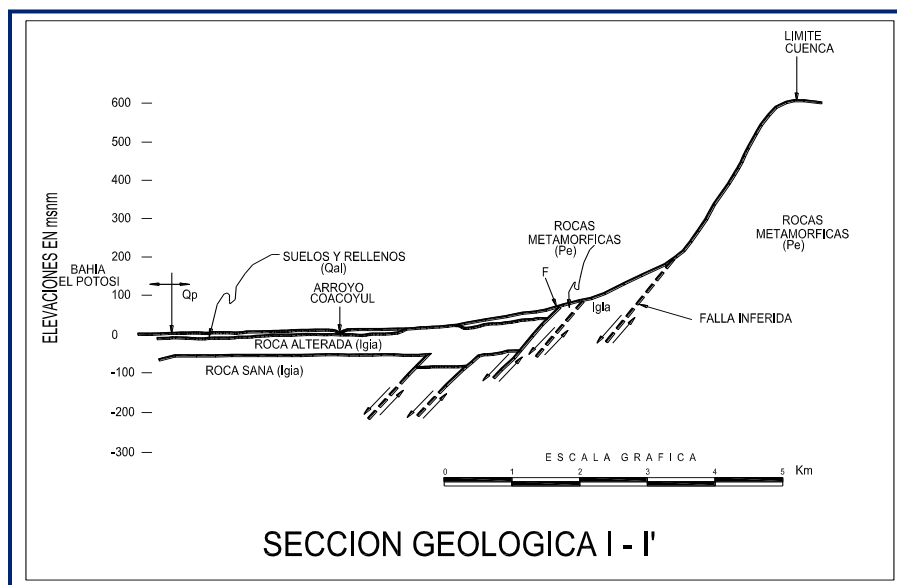 LIMITE
CUENCA
600
500
400
300
200
100
0
-100
-200
-300
ELEVACIONES EN msnm
BAHIA
EL POTOSI
Qp
SUELOS Y RELLENOS
(Qal)
ARROYO
COACOYUL
ROCAS
METAMORFICAS
(Pe)
F
Igla
ROCAS
METAMORFICAS
(Pe)
FALLA INFERIDA
ROCA ALTERADA (Igia)
ROCA SANA (Igia)
ESCALA GRAFICA
0 1 2 3 4 5 Km
SECCION GEOLOGICA I - I'